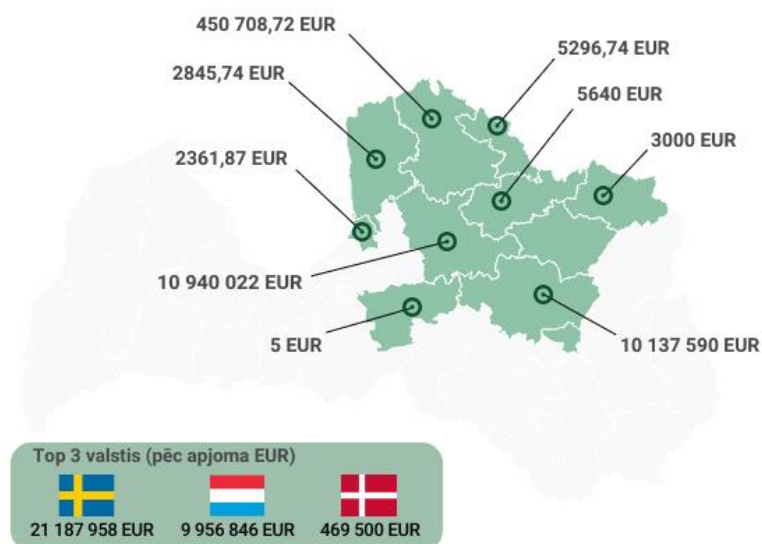 450 708,72 EUR
5296,74 EUR
2845,74 EUR
5640 EUR
3000 EUR
2361,87 EUR
10 940 022 EUR
5 EUR
10 137 590 EUR
Top 3 valstis (pēc apjoma EUR)
21 187 958 EUR
9 956 846 EUR
469 500 EUR